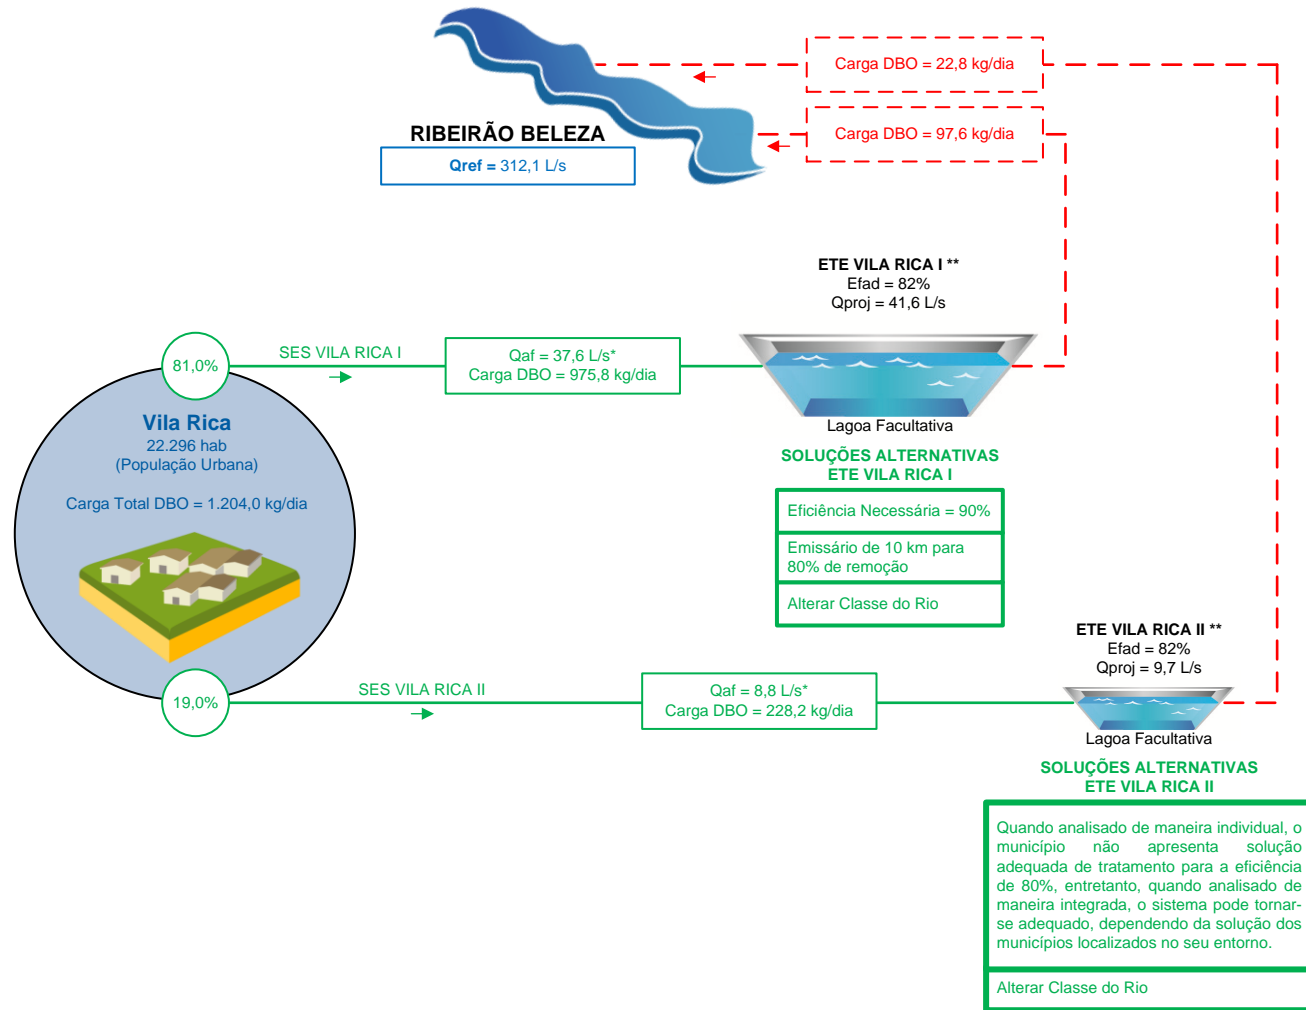 Carga DBO = 22,8 kg/dia
Carga DBO = 97,6 kg/dia
RIBEIRÃO BELEZA
Qref = 312,1 L/s
ETE VILA RICA I **
Efad = 82%
Qproj = 41,6 L/s
81,0%
SES VILA RICA I
Qaf = 37,6 L/s*
Carga DBO = 975,8 kg/dia
Lagoa Facultativa
Vila Rica
22.296 hab
(População Urbana)
Carga Total DBO = 1.204,0 kg/dia
SOLUÇÕES ALTERNATIVAS
ETE VILA RICA I
Eficiência Necessária = 90%
Emissário de 10 km para
80% de remoção
Alterar Classe do Rio
ETE VILA RICA II **
Efad = 82%
Qproj = 9,7 L/s
19,0%
SES VILA RICA II
Qaf = 8,8 L/s*
Carga DBO = 228,2 kg/dia
Lagoa Facultativa
SOLUÇÕES ALTERNATIVAS
ETE VILA RICA II
Quando analisado de maneira individual, o
município não apresenta solução
adequada de tratamento para a eficiência
de 80%, entretanto, quando analisado de
maneira integrada, o sistema pode tornar-
se adequado, dependendo da solução dos
municípios localizados no seu entorno.
Alterar Classe do Rio